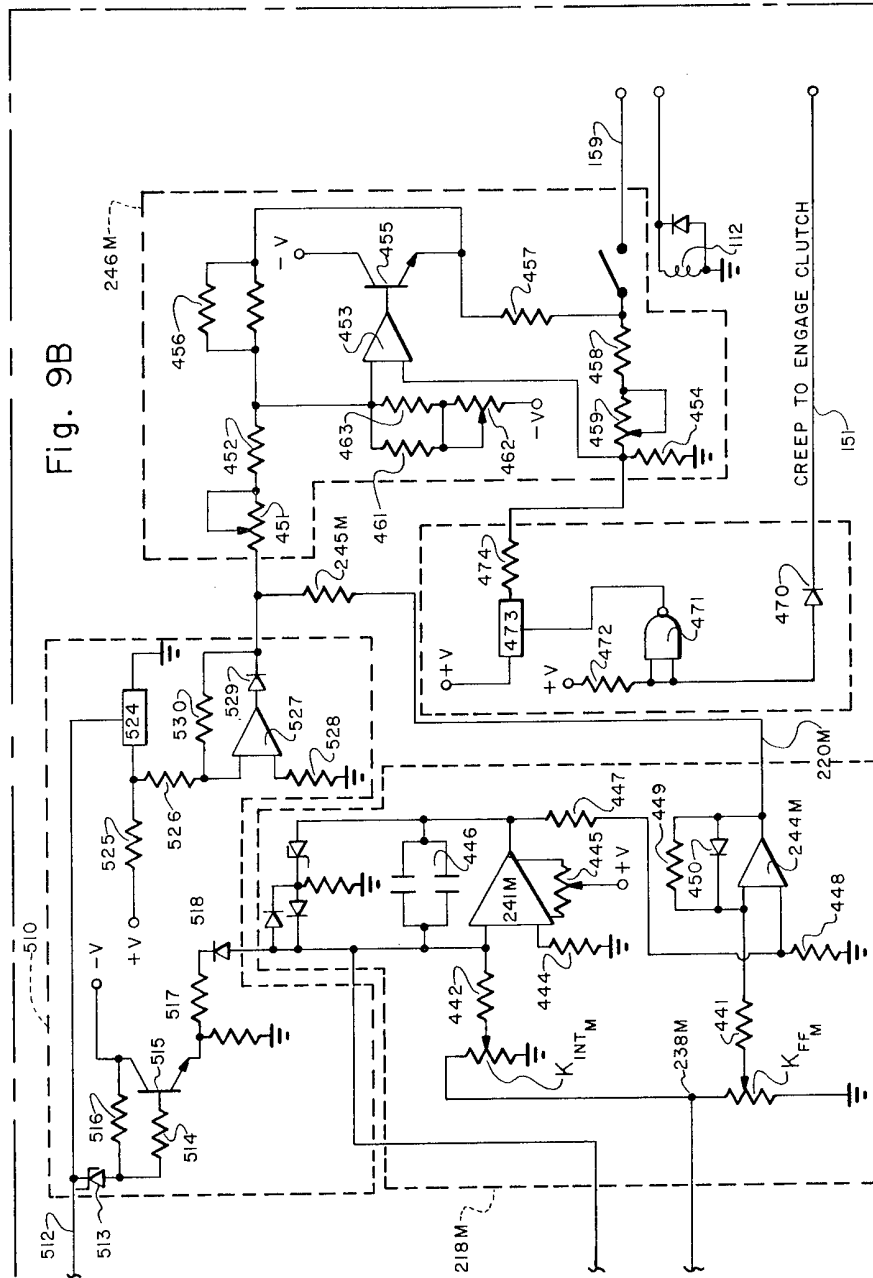 Fig. 9B
510
512
513
516
514
515
-V
+V
517
518
525
526
524
530
529
527
528
245M
246M
456
451
452
453
455
-V
463
461
462
-V
457
458
459
454
159
112
474
473
+V
472
+V
471
470
CREEP TO ENGAGE CLUTCH
151
220M
218M
446
241M
445
+V
447
442
444
K INT M
238M
441
K FF M
449
450
244M
448